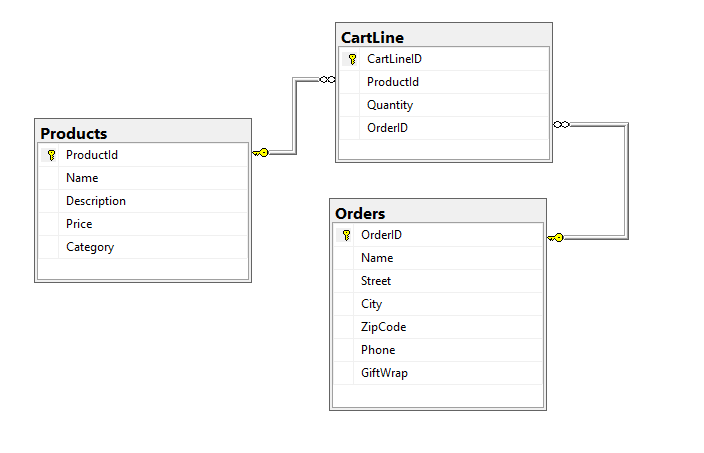 CartLine
CartLineID
ProductId
Quantity
OrderID
Products
ProductId
Name
Description
Price
Category
Orders
OrderID
Name
Street
City
ZipCode
Phone
GiftWrap